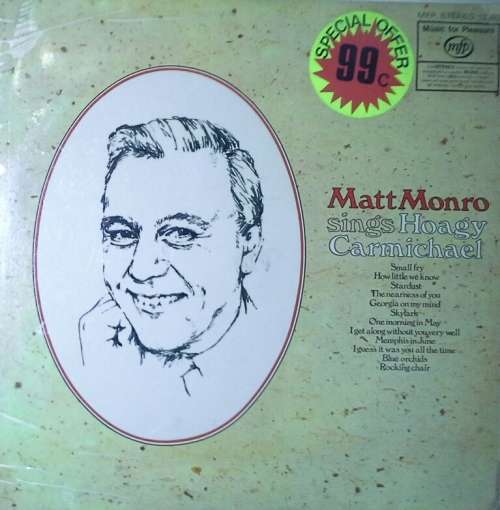 SPECIAL OFFER
99c
MFP STEREO
Music for Pleasure
mfp
Matt Monro
sings Hoagy
Carmichael
Small fry
How little we know
Stardust
The nearness of you
Georgia on my mind
Skylark
One morning in May
I get along without you very well
Memphis in June
I guess it was you all the time
Blue orchids
Rocking chair